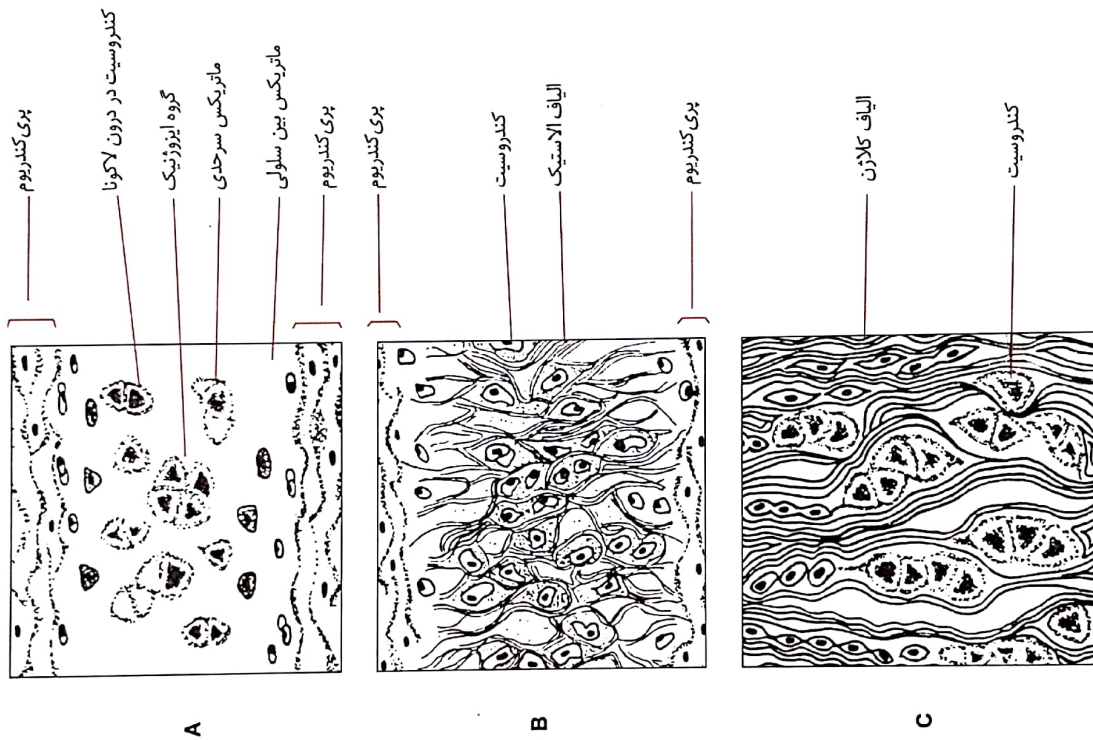 پری‌کندریوم
کندروسیت در درون لاکونا
گروه ایزوژنیک
ماتریکس سرحدی
ماتریکس بین سلولی
پری‌کندریوم
A
پری‌کندریوم
کندروسیت
الیاف الاستیک
پری‌کندریوم
B
الیاف کلاژن
کندروسیت
C